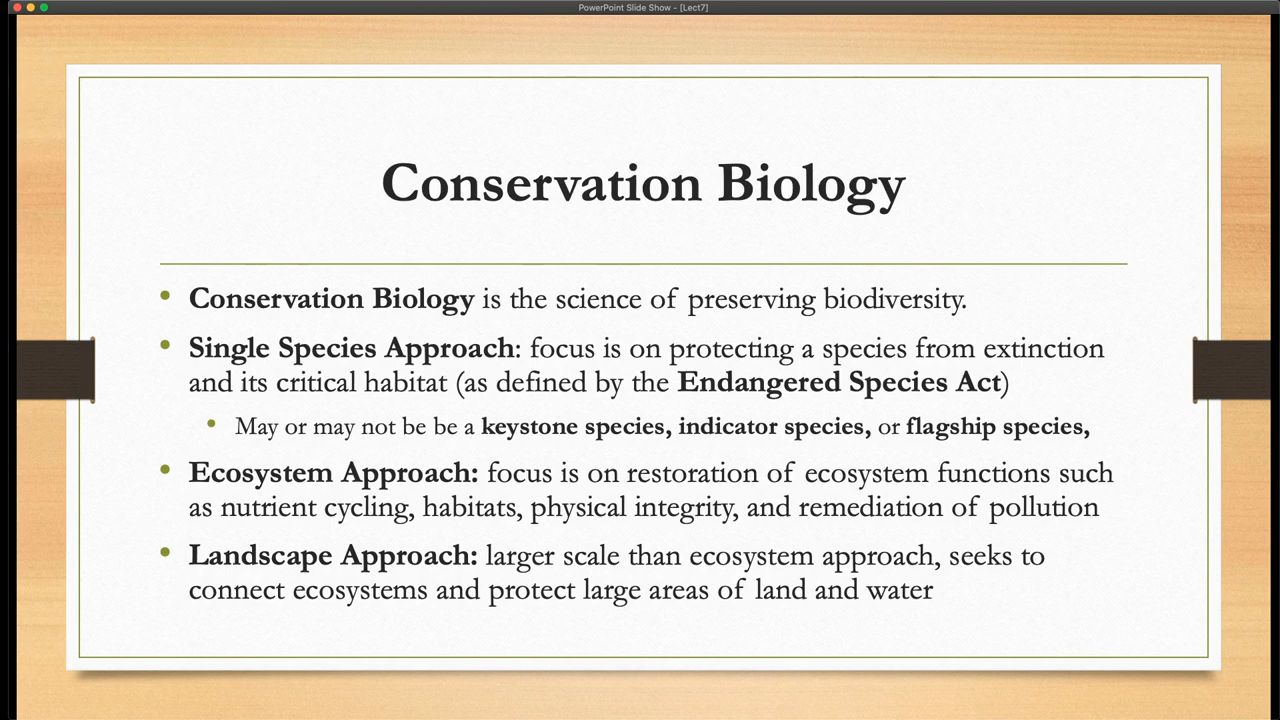 PowerPoint Slide Show - [Lect7]
Conservation Biology
• Conservation Biology is the science of preserving biodiversity.
• Single Species Approach: focus is on protecting a species from extinction
and its critical habitat (as defined by the Endangered Species Act)
• May or may not be be a keystone species, indicator species, or flagship species,
• Ecosystem Approach: focus is on restoration of ecosystem functions such
as nutrient cycling, habitats, physical integrity, and remediation of pollution
• Landscape Approach: larger scale than ecosystem approach, seeks to
connect ecosystems and protect large areas of land and water